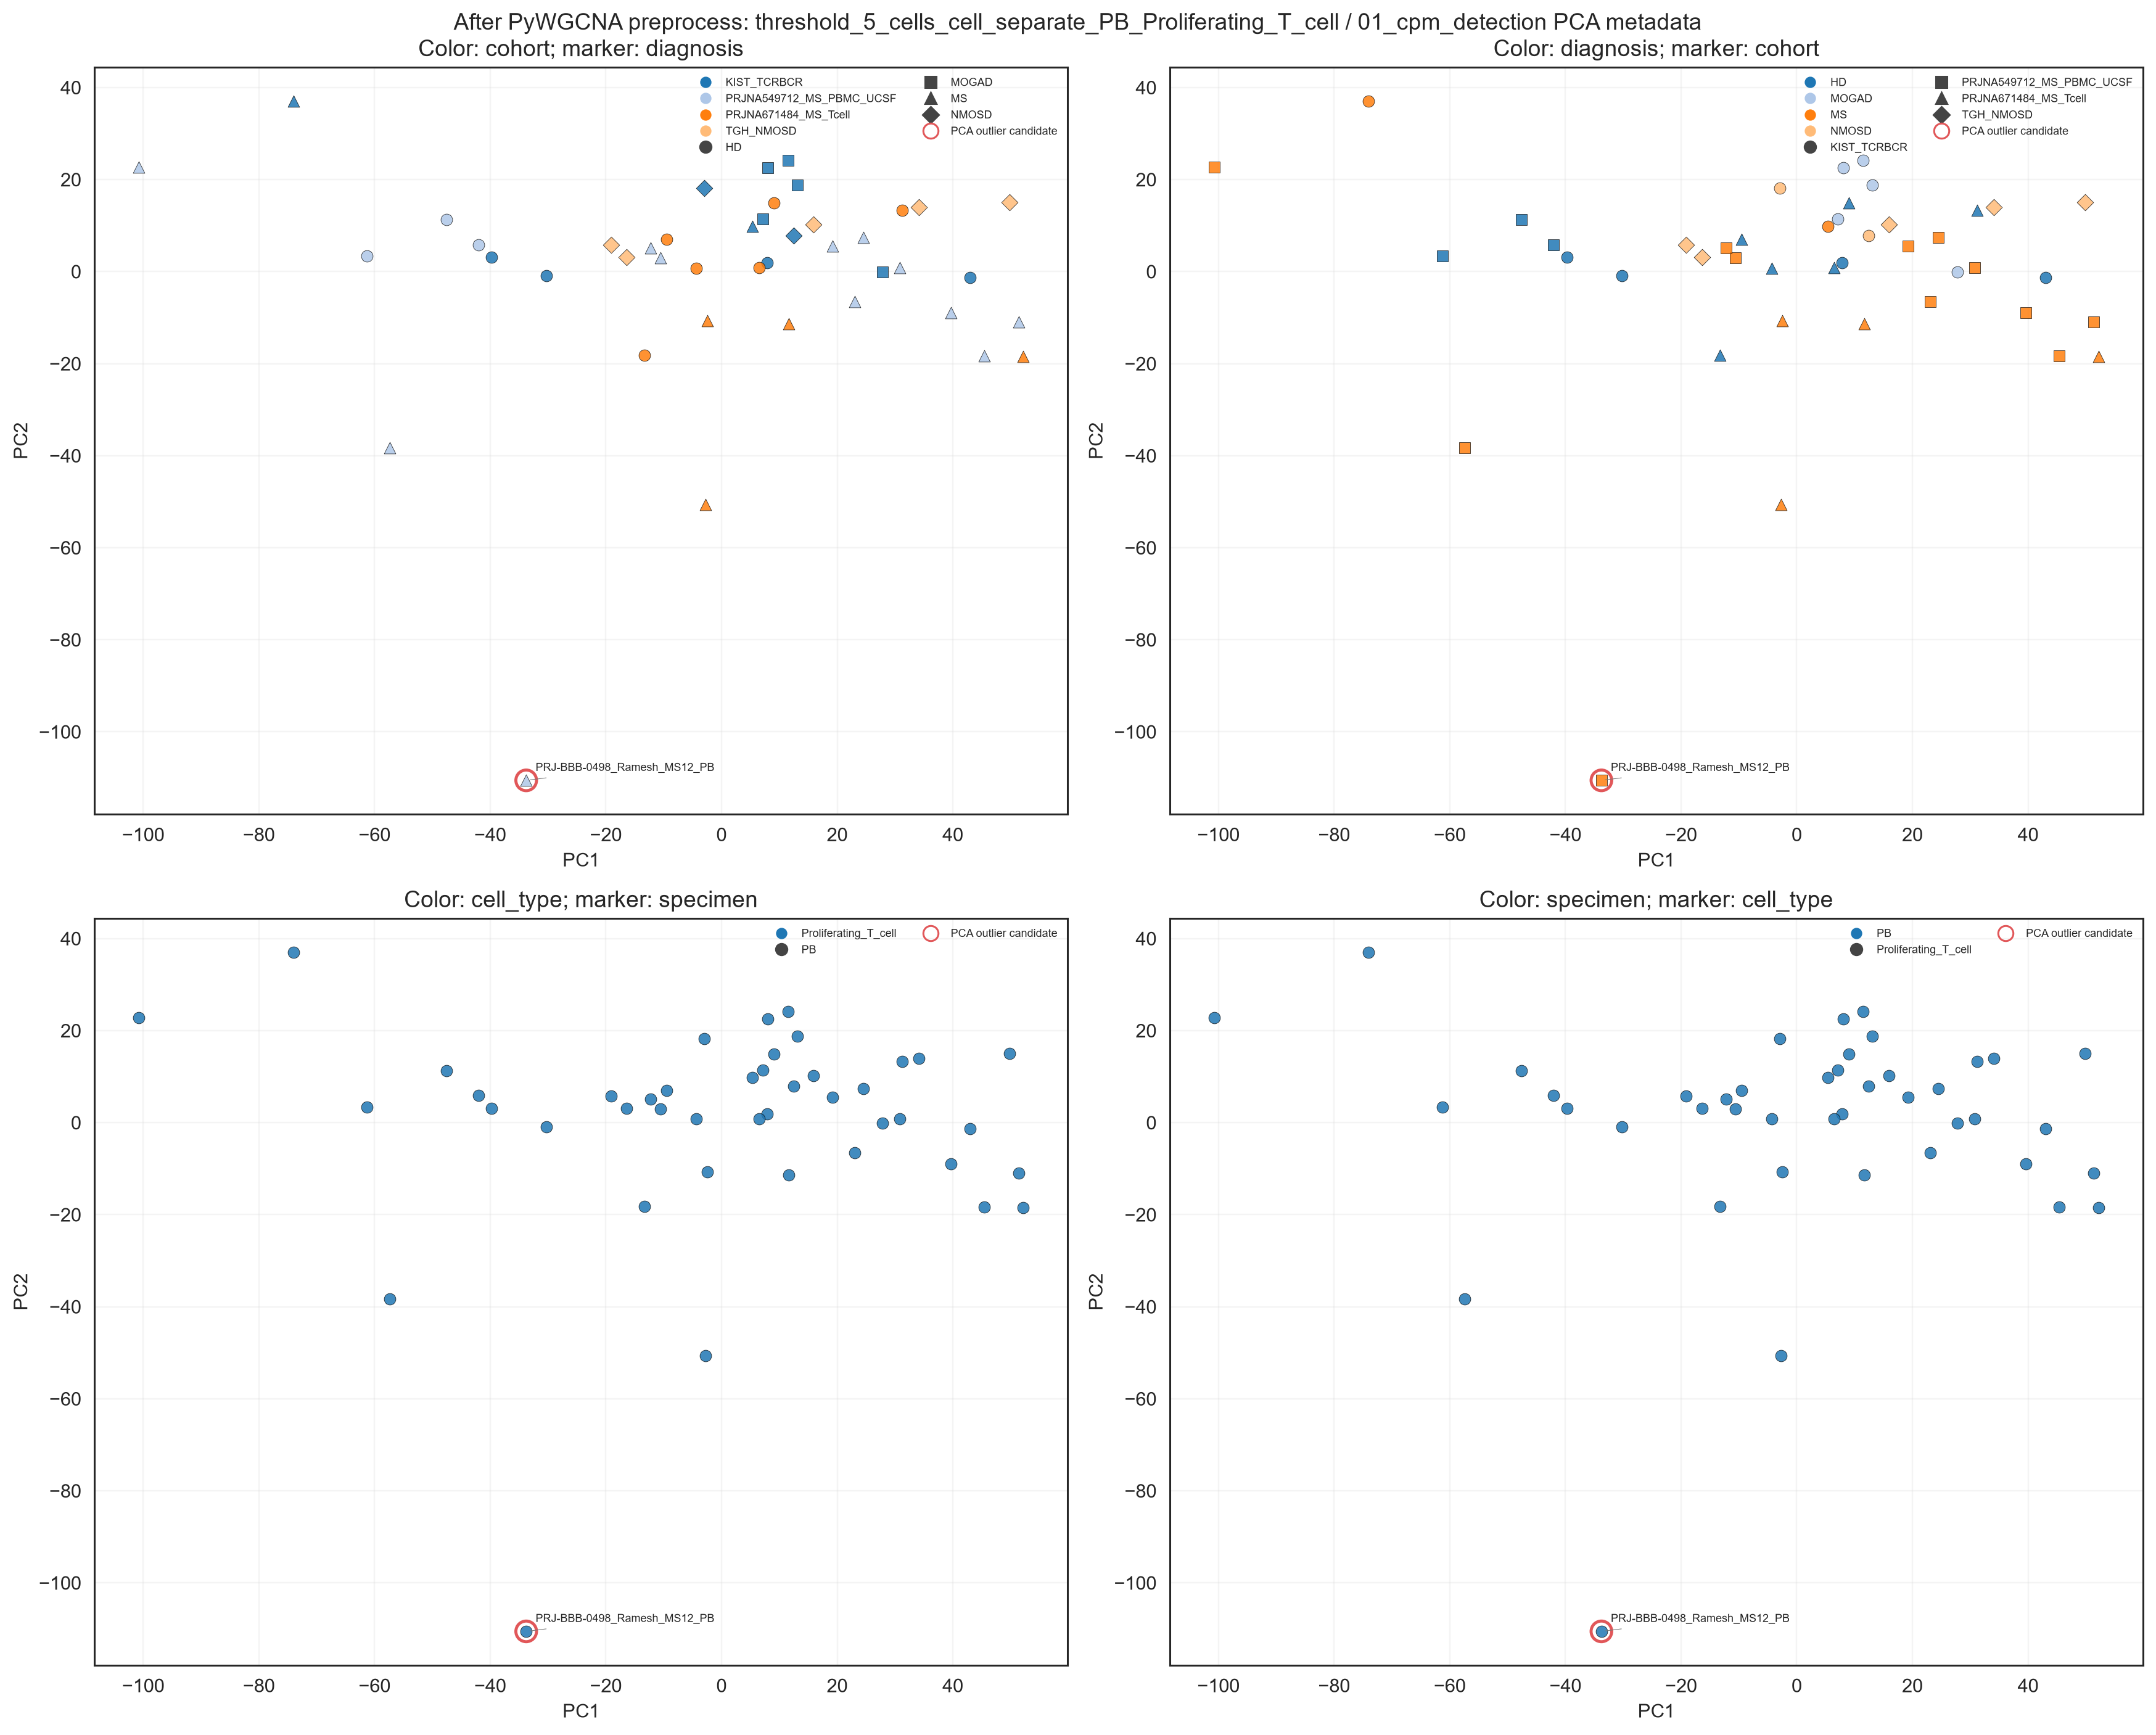 After PyWGCNA preprocess: threshold_5_cells_cell_separate_PB_Proliferating_T_cell / 01_cpm_detection PCA metadata
Color: cohort; marker: diagnosis
KIST_TCRBCR
PRJNA549712_MS_PBMC_UCSF
PRJNA671484_MS_Tcell
TGH_NMOSD
HD
MOGAD
MS
NMOSD
PCA outlier candidate
40
20
0
−20
−40
−60
−80
−100
PC2
PRJ-BBB-0498_Ramesh_MS12_PB
−100
−80
−60
−40
−20
0
20
40
PC1
Color: diagnosis; marker: cohort
HD
MOGAD
MS
NMOSD
KIST_TCRBCR
PRJNA549712_MS_PBMC_UCSF
PRJNA671484_MS_Tcell
TGH_NMOSD
PCA outlier candidate
40
20
0
−20
−40
−60
−80
−100
PC2
PRJ-BBB-0498_Ramesh_MS12_PB
−100
−80
−60
−40
−20
0
20
40
PC1
Color: cell_type; marker: specimen
Proliferating_T_cell
PB
PCA outlier candidate
40
20
0
−20
−40
−60
−80
−100
PC2
PRJ-BBB-0498_Ramesh_MS12_PB
−100
−80
−60
−40
−20
0
20
40
PC1
Color: specimen; marker: cell_type
PB
Proliferating_T_cell
PCA outlier candidate
40
20
0
−20
−40
−60
−80
−100
PC2
PRJ-BBB-0498_Ramesh_MS12_PB
−100
−80
−60
−40
−20
0
20
40
PC1